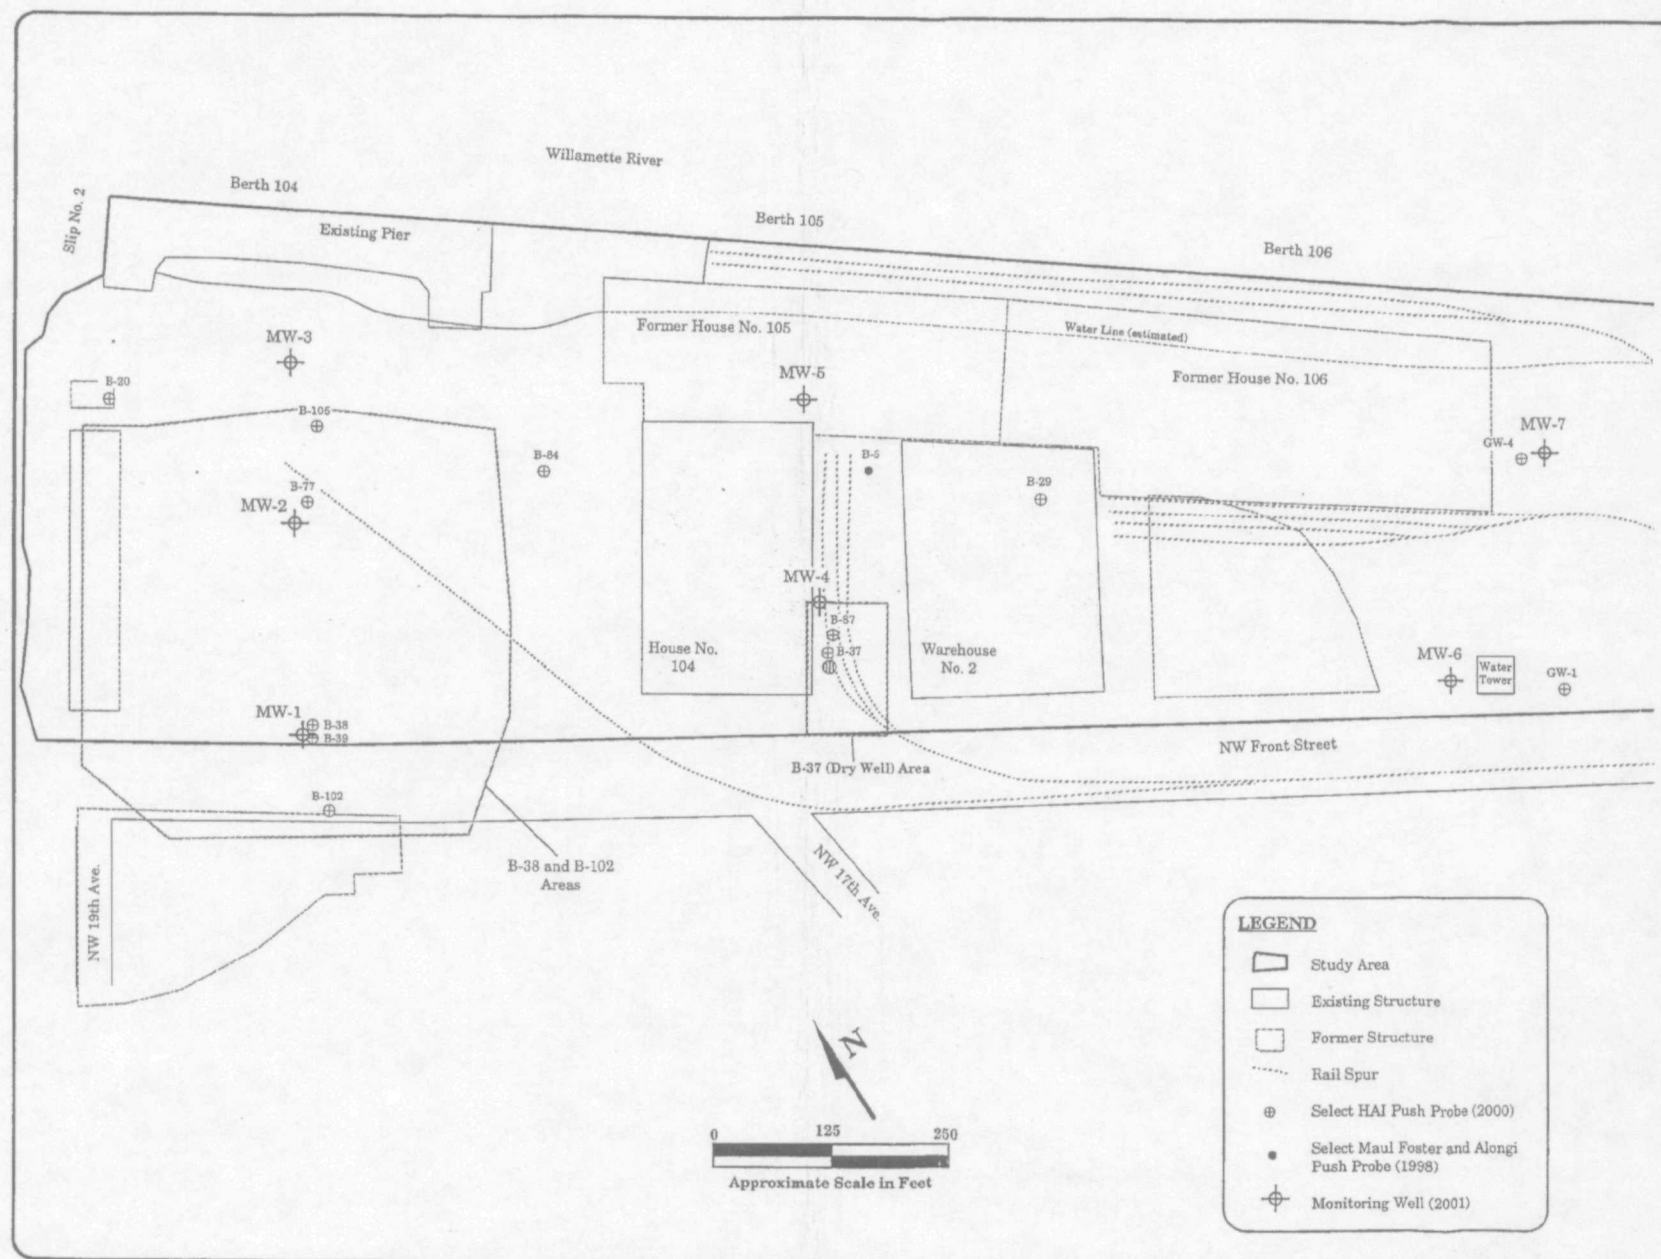 Willamette River
Slip No. 2
Berth 104
Existing Pier
Berth 105
Berth 106
MW-3
Former House No. 105
Water Line (estimated)
B-20
MW-5
Former House No. 106
B-105
B-84
B-5
MW-7
GW-4
B-77
MW-2
B-29
MW-4
B-87
B-37
House No.
104
Warehouse
No. 2
MW-6
Water
Tower
GW-1
MW-1
B-38
B-39
NW Front Street
B-37 (Dry Well) Area
B-102
B-38 and B-102
Areas
NW 17th Ave.
NW 19th Ave.
N
0 125 250
Approximate Scale in Feet
LEGEND
Study Area
Existing Structure
Former Structure
Rail Spur
Select HAI Push Probe (2000)
Select Maul Foster and Alongi
Push Probe (1998)
Monitoring Well (2001)